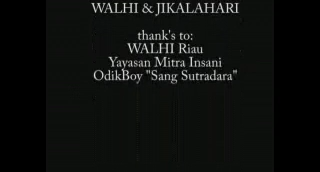 WALHI & JIKALAHARI
thank's to:
WALHI Riau
Yayasan Mitra Insani
OdikBoy "Sang Sutradara"